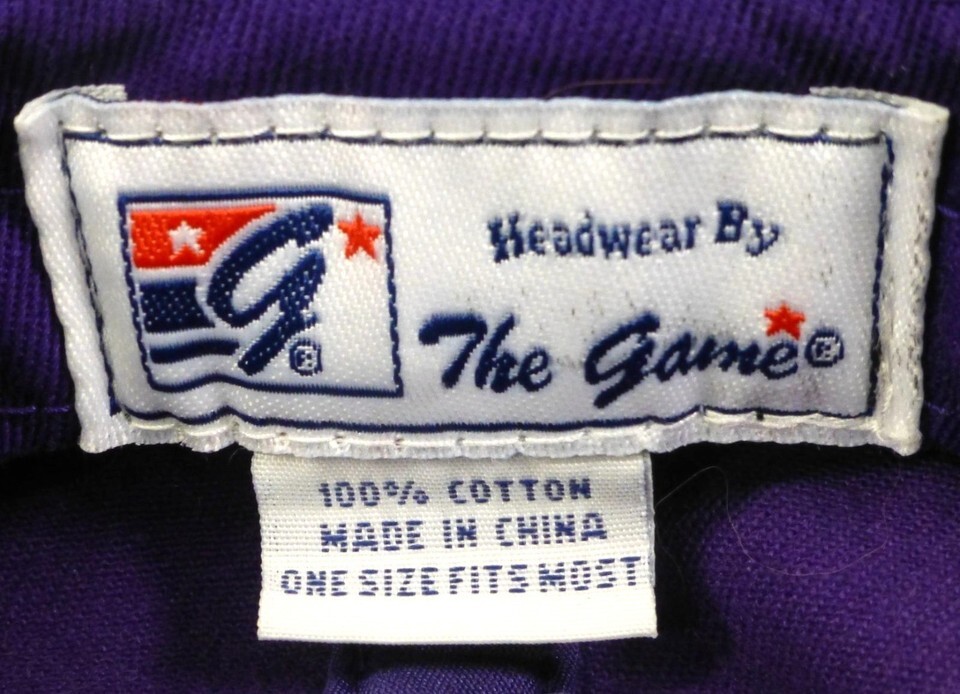 g®
Headwear By
The Game®
100% COTTON
MADE IN CHINA
ONE SIZE FITS MOST